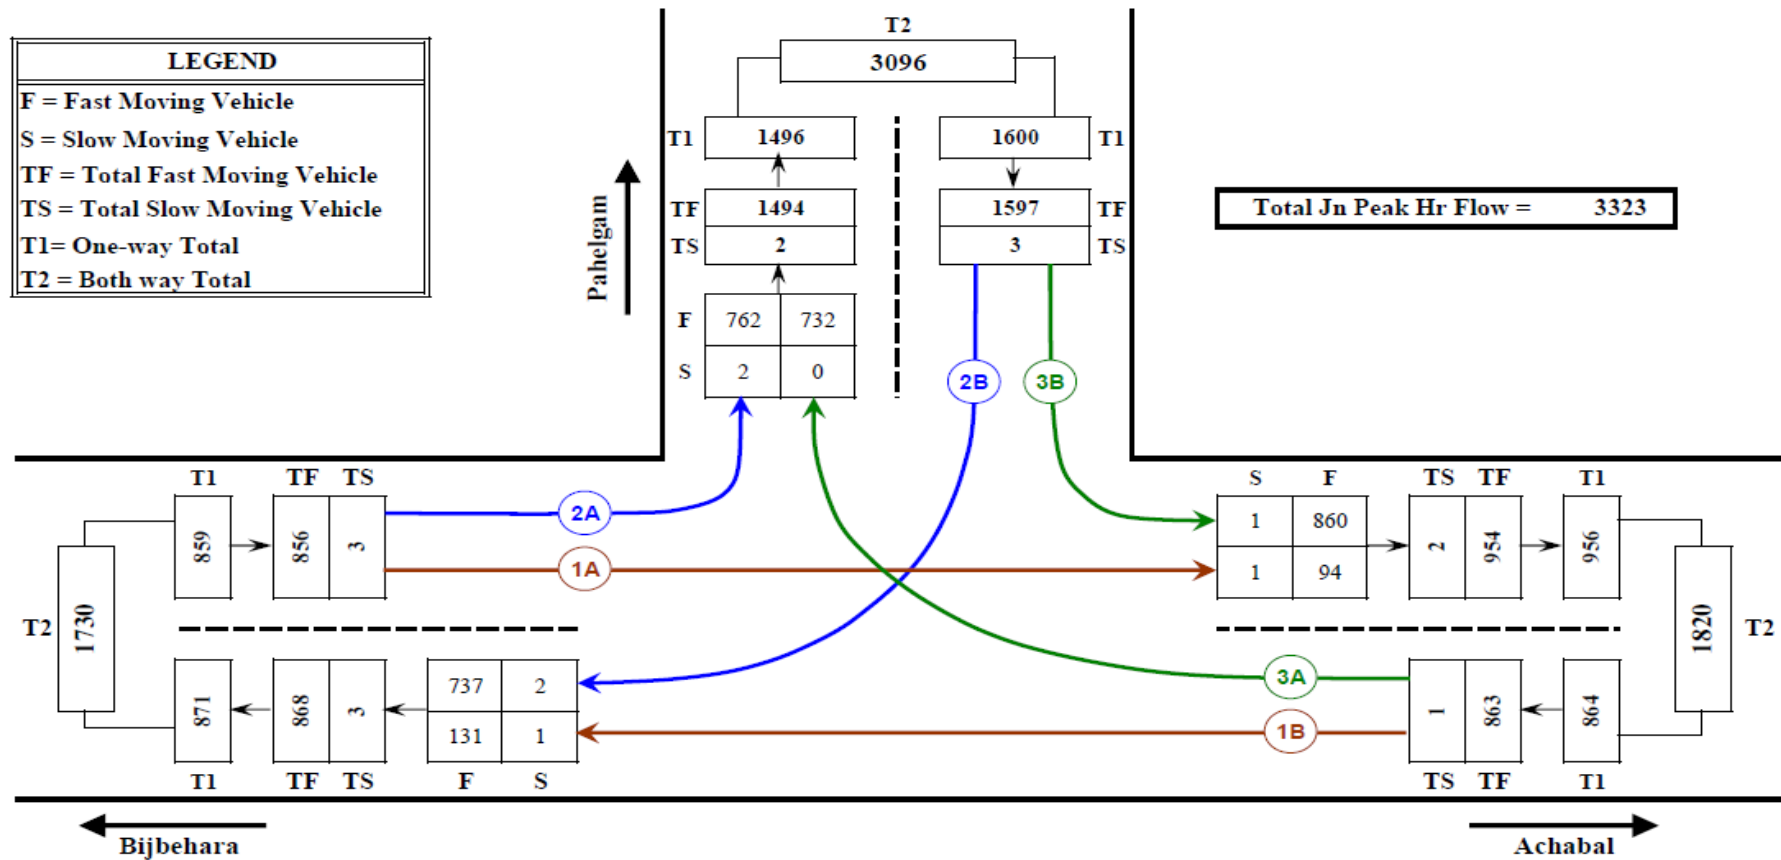 T2
3096
LEGEND
F = Fast Moving Vehicle
S = Slow Moving Vehicle
TF = Total Fast Moving Vehicle
TS = Total Slow Moving Vehicle
T1= One-way Total
T2 = Both way Total
T1 1496 1600 T1
TF 1494 1597 TF
TS 2 3 TS
Total Jn Peak Hr Flow = 3323
Pahelgam
F 762 732
S 2 0
2B 3B
T1 TF TS
859 856 3
2A
1A
S F TS TF T1
1 860
1 94
2 954 956
T2 1730
1820 T2
871 868 3
737 2
131 1
T1 TF TS F S
3A
1B
1 863 864
TS TF T1
Bijbehara
Achabal